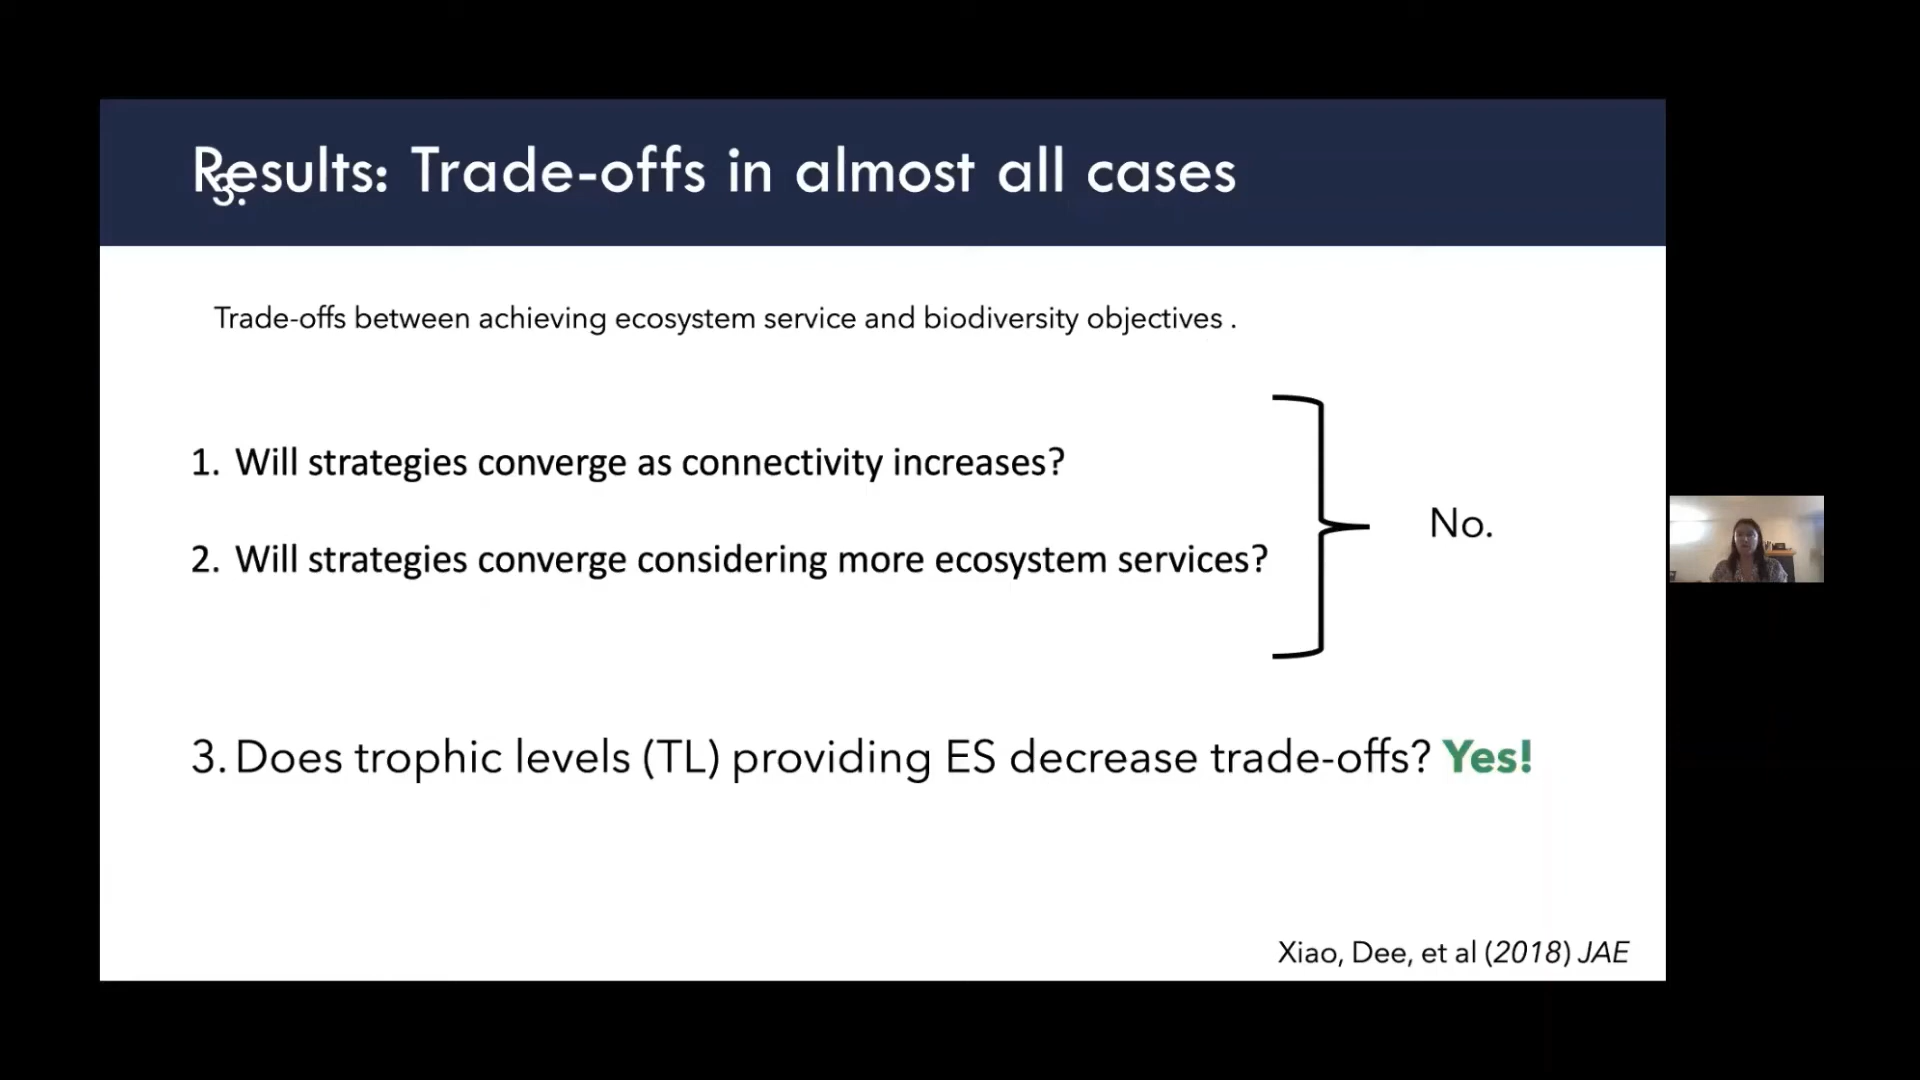 Results: Trade-offs in almost all cases
3.
Trade-offs between achieving ecosystem service and biodiversity objectives .
1. Will strategies converge as connectivity increases?
2. Will strategies converge considering more ecosystem services?
No.
3. Does trophic levels (TL) providing ES decrease trade-offs? Yes!
Xiao, Dee, et al (2018) JAE